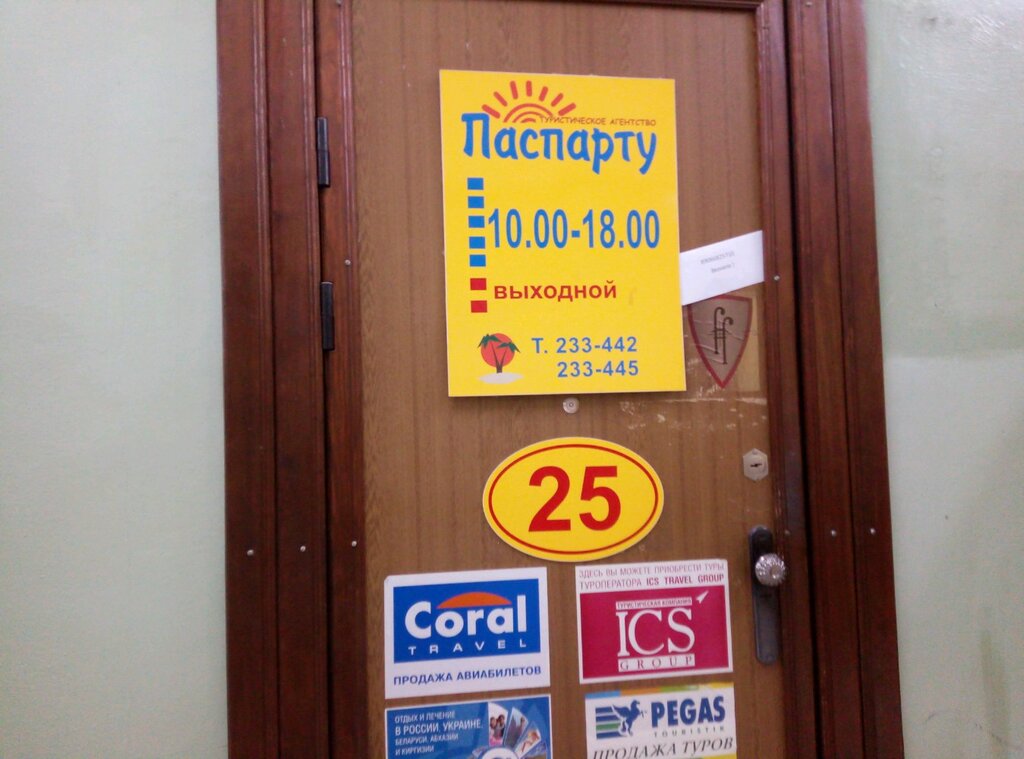 ТУРИСТИЧЕСКОЕ АГЕНТСТВО
Паспарту
10.00-18.00
выходной
Т. 233-442
233-445
25
Coral
TRAVEL
ПРОДАЖА АВИАБИЛЕТОВ
ЗДЕСЬ ВЫ МОЖЕТЕ ПРИОБРЕСТИ ТУРЫ
ТУРОПЕРАТОРА ICS TRAVEL GROUP
ТУРИСТИЧЕСКАЯ КОМПАНИЯ
ICS
GROUP
ОТДЫХ И ЛЕЧЕНИЕ
В РОССИИ, УКРАИНЕ,
БЕЛАРУСИ, АБХАЗИИ
И КИРГИЗИИ
PEGAS
TOURISTIK
ПРОДАЖА ТУРОВ